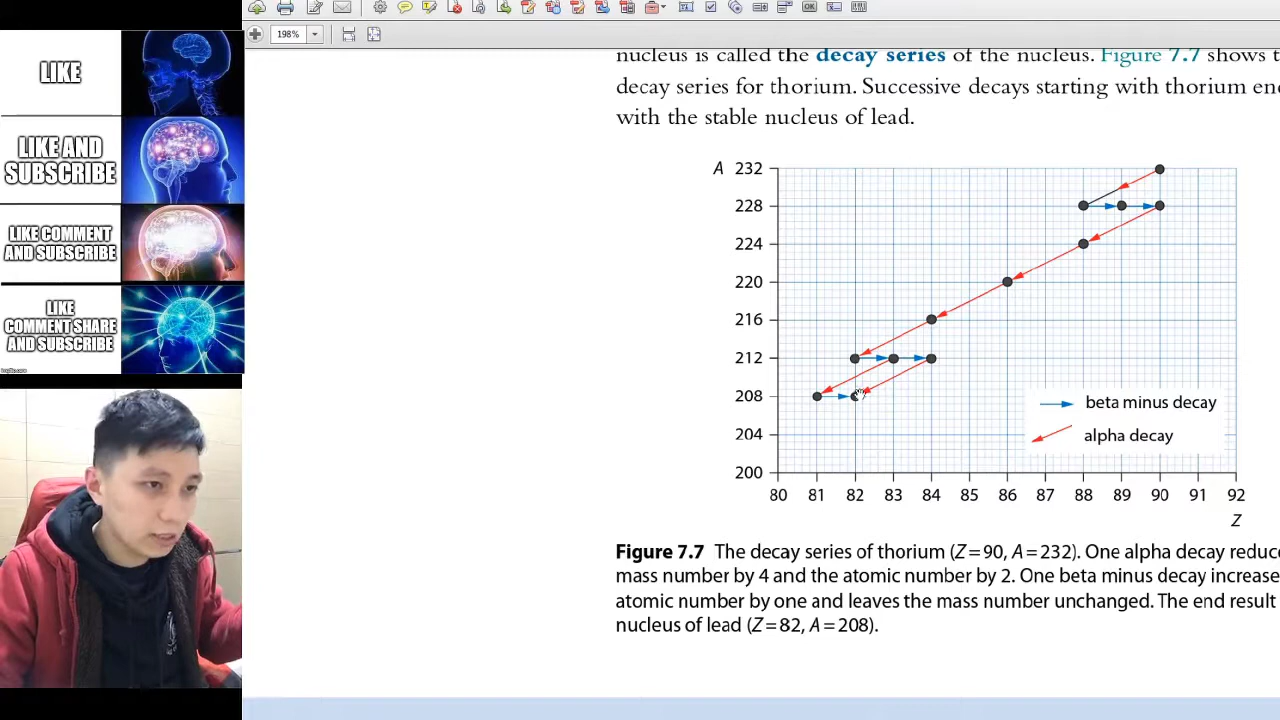 LIKE
LIKE AND
SUBSCRIBE
LIKE COMMENT
AND SUBSCRIBE
LIKE
COMMENT SHARE
AND SUBSCRIBE
imgflip.com
198%
OK
nucleus is called the decay series of the nucleus. Figure 7.7 shows t
decay series for thorium. Successive decays starting with thorium end
with the stable nucleus of lead.
A 232
228
224
220
216
212
208
204
200
beta minus decay
alpha decay
80 81 82 83 84 85 86 87 88 89 90 91 92
Z
Figure 7.7 The decay series of thorium (Z=90, A=232). One alpha decay reduce
mass number by 4 and the atomic number by 2. One beta minus decay increase
atomic number by one and leaves the mass number unchanged. The end result
nucleus of lead (Z=82, A=208).